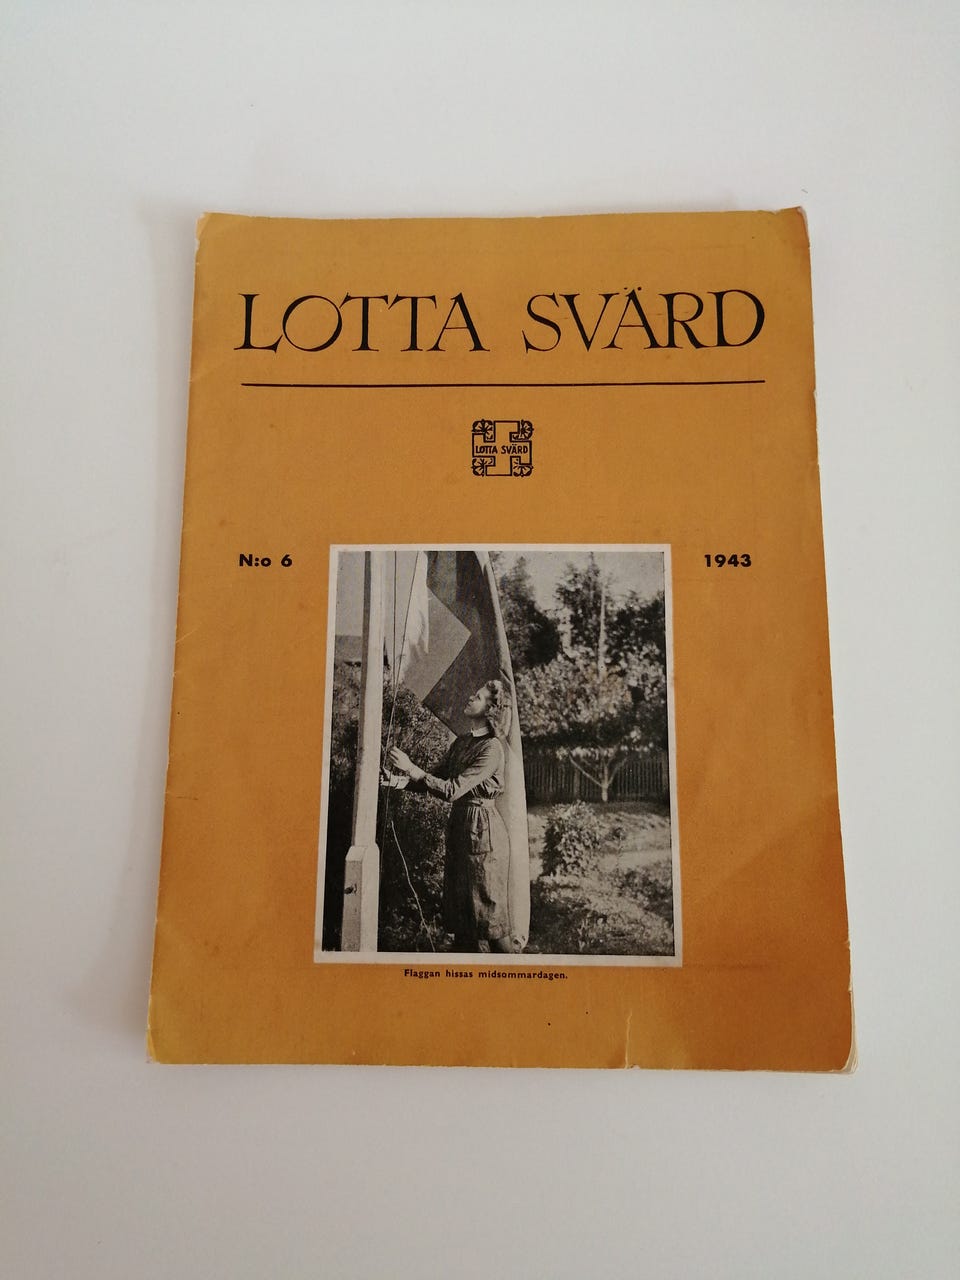 LOTTA SVÄRD
LOTTA SVÄRD
N:o 6
1943
Flaggan hissas midsommardagen.